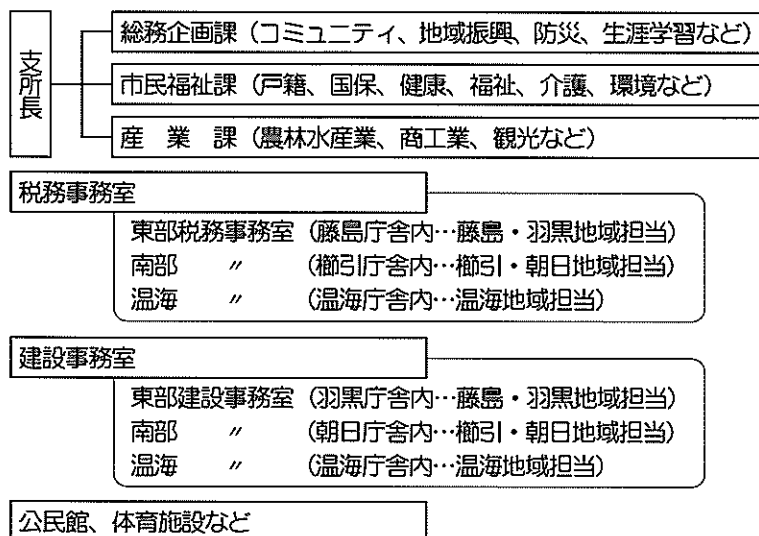 支所長
総務企画課(コミュニティ、地域振興、防災、生涯学習など)
市民福祉課(戸籍、国保、健康、福祉、介護、環境など)
産業課(農林水産業、商工業、観光など)
税務事務室
東部税務事務室(藤島庁舎内…藤島・羽黒地域担当)
南部 〃 (櫛引庁舎内…櫛引・朝日地域担当)
温海 〃 (温海庁舎内…温海地域担当)
建設事務室
東部建設事務室(羽黒庁舎内…藤島・羽黒地域担当)
南部 〃 (朝日庁舎内…櫛引・朝日地域担当)
温海 〃 (温海庁舎内…温海地域担当)
公民館、体育施設など